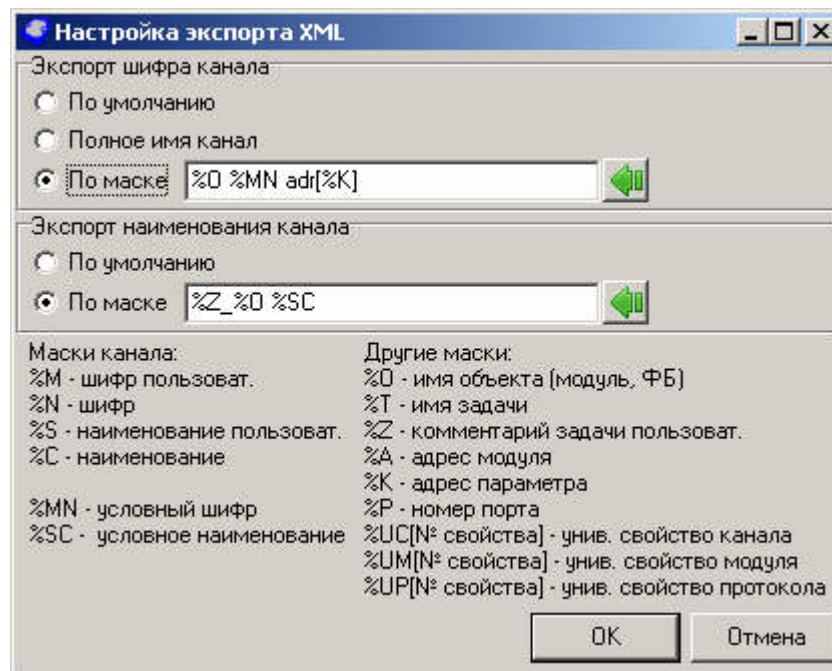 Настройка экспорта XML
Экспорт шифра канала
По умолчанию
Полное имя канал
По маске %O %MN adr[%K]
Экспорт наименования канала
По умолчанию
По маске %Z_%O %SC
Маски канала:
%M - шифр пользоват.
%N - шифр
%S - наименование пользоват.
%C - наименование
%MN - условный шифр
%SC - условное наименование
Другие маски:
%O - имя объекта (модуль, ФБ)
%T - имя задачи
%Z - комментарий задачи пользоват.
%A - адрес модуля
%K - адрес параметра
%P - номер порта
%UC[№ свойства] - унив. свойство канала
%UM[№ свойства] - унив. свойство модуля
%UP[№ свойства] - унив. свойство протокола
OK
Отмена